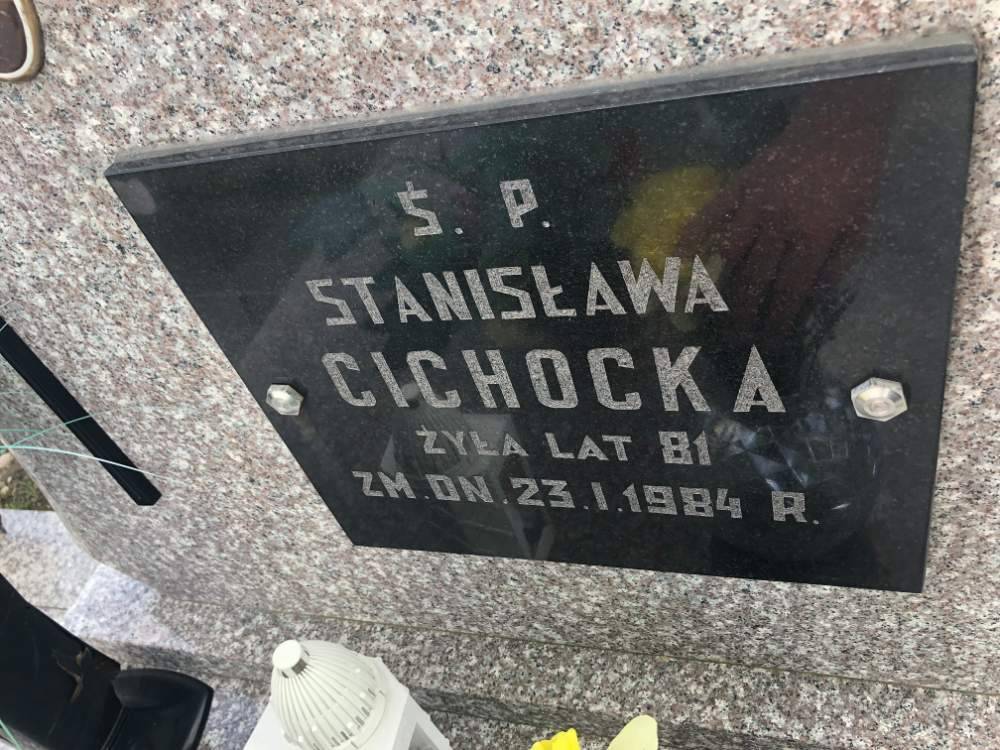 Ś. P.
STANISŁAWA
CICHOCKA
ŻYŁA LAT 81
ZM. DN. 23.I.1984 R.